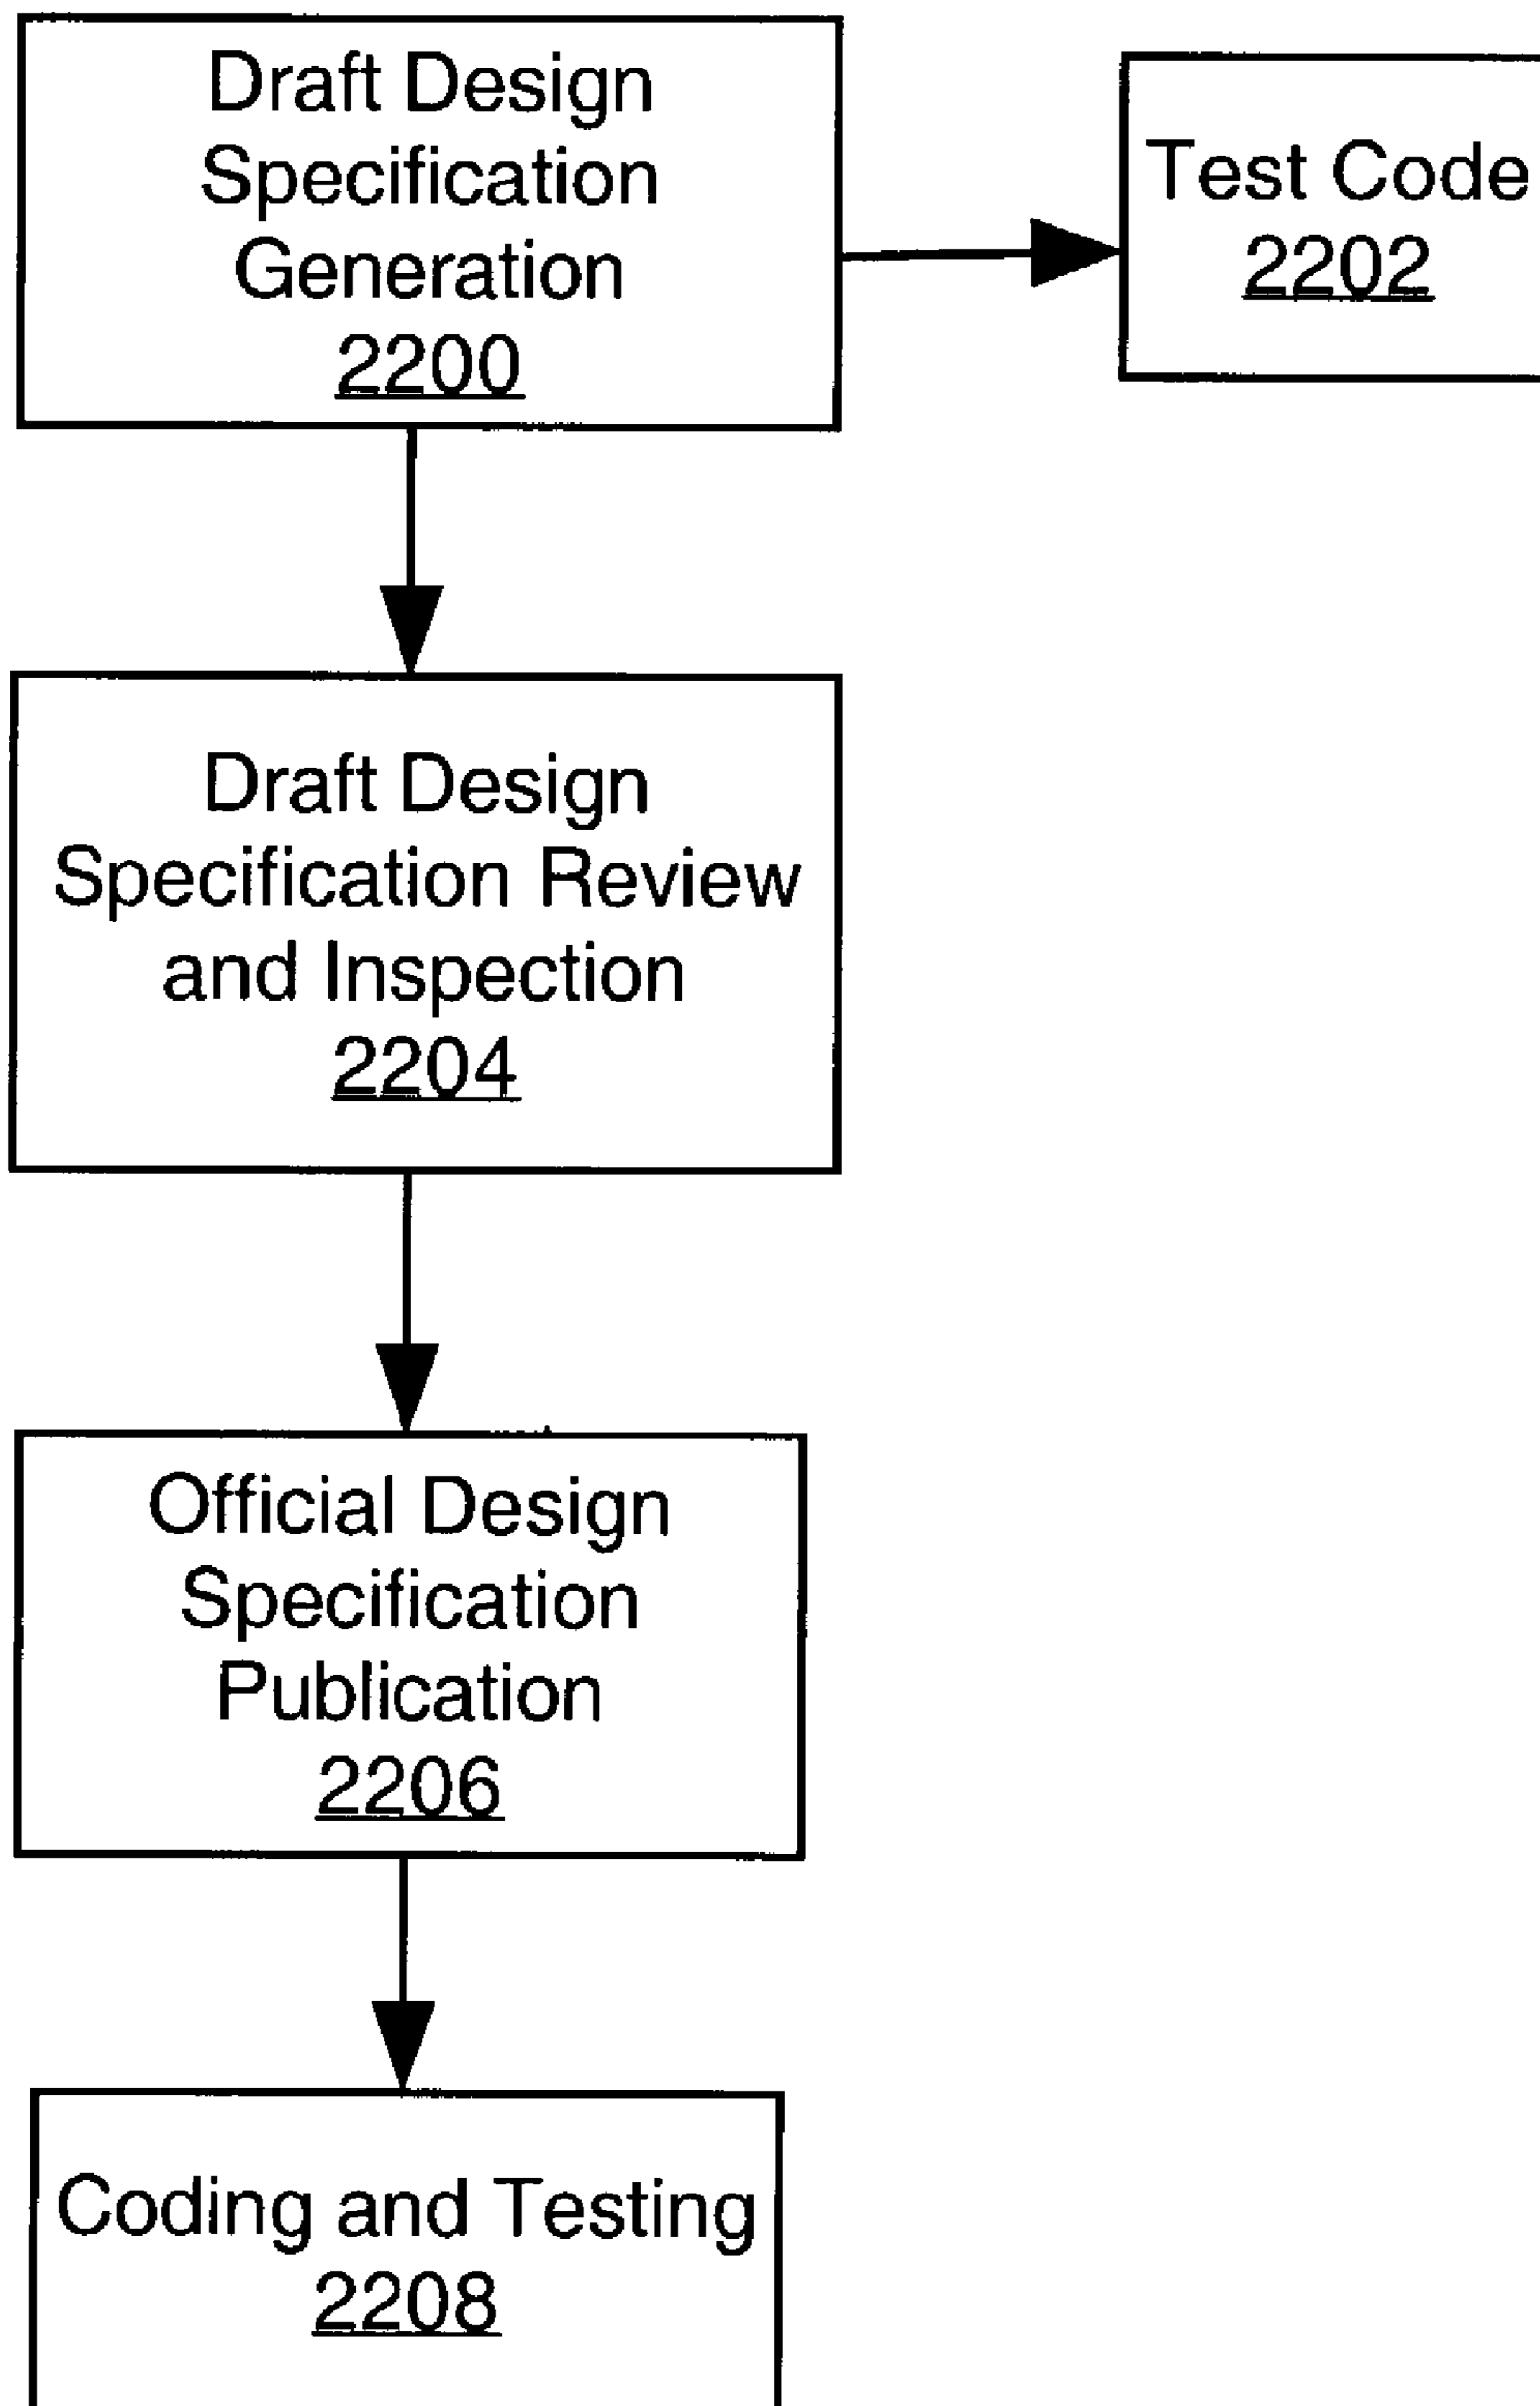 Draft Design
Specification
Generation
2200
Test Code
2202
Draft Design
Specification Review
and Inspection
2204
Official Design
Specification
Publication
2206
Coding and Testing
2208